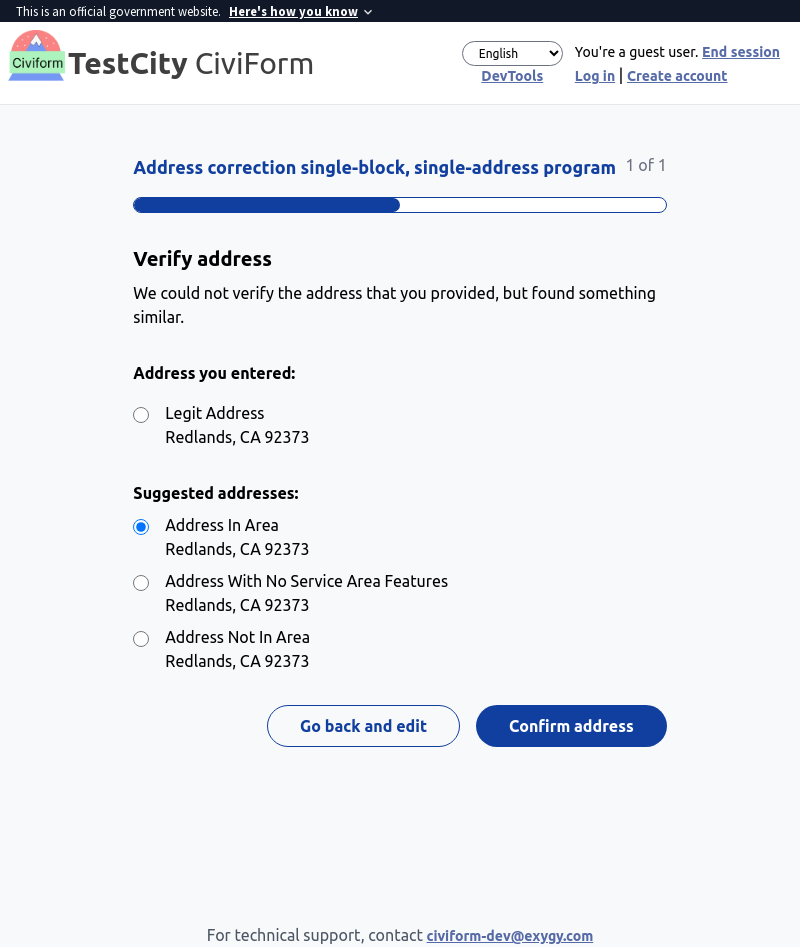 This is an official government website. Here's how you know
Civiform
TestCity CiviForm
English
You're a guest user. End session
DevTools
Log in | Create account
Address correction single-block, single-address program 1 of 1
Verify address
We could not verify the address that you provided, but found something
similar.
Address you entered:
Legit Address
Redlands, CA 92373
Suggested addresses:
Address In Area
Redlands, CA 92373
Address With No Service Area Features
Redlands, CA 92373
Address Not In Area
Redlands, CA 92373
Go back and edit
Confirm address
For technical support, contact civiform-dev@exygy.com